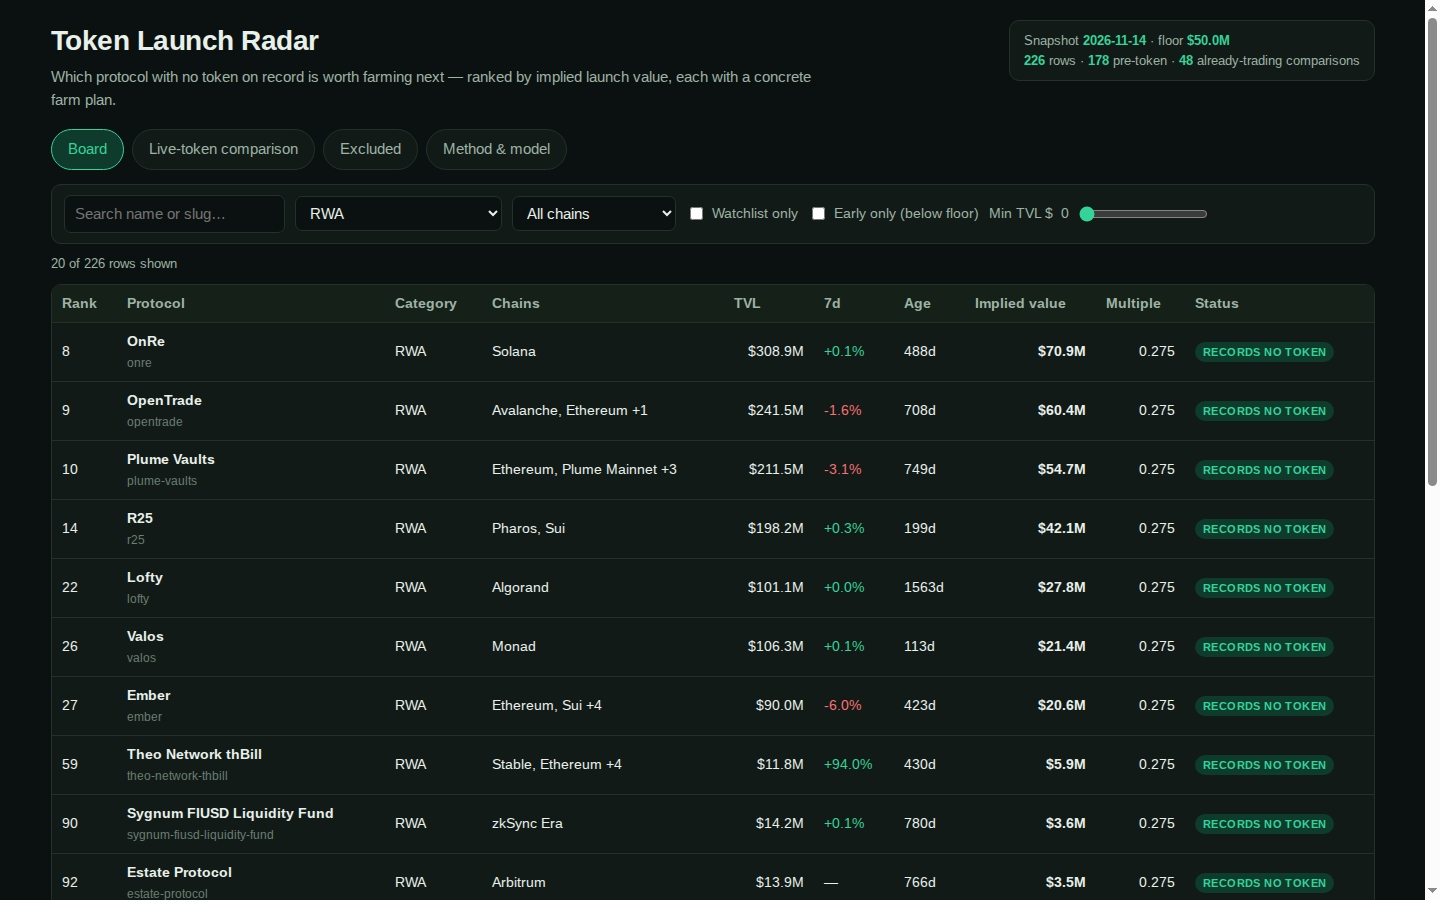 Token Launch Radar
Which protocol with no token on record is worth farming next — ranked by implied launch value, each with a concrete
farm plan.
Snapshot 2026-11-14 · floor $50.0M
226 rows · 178 pre-token · 48 already-trading comparisons
Board
Live-token comparison
Excluded
Method & model
Search name or slug…
RWA
All chains
Watchlist only
Early only (below floor)
Min TVL $ 0
20 of 226 rows shown
Rank Protocol Category Chains TVL 7d Age Implied value Multiple Status
8 OnRe RWA Solana $308.9M +0.1% 488d $70.9M 0.275 RECORDS NO TOKEN
onre
9 OpenTrade RWA Avalanche, Ethereum +1 $241.5M -1.6% 708d $60.4M 0.275 RECORDS NO TOKEN
opentrade
10 Plume Vaults RWA Ethereum, Plume Mainnet +3 $211.5M -3.1% 749d $54.7M 0.275 RECORDS NO TOKEN
plume-vaults
14 R25 RWA Pharos, Sui $198.2M +0.3% 199d $42.1M 0.275 RECORDS NO TOKEN
r25
22 Lofty RWA Algorand $101.1M +0.0% 1563d $27.8M 0.275 RECORDS NO TOKEN
lofty
26 Valos RWA Monad $106.3M +0.1% 113d $21.4M 0.275 RECORDS NO TOKEN
valos
27 Ember RWA Ethereum, Sui +4 $90.0M -6.0% 423d $20.6M 0.275 RECORDS NO TOKEN
ember
59 Theo Network thBill RWA Stable, Ethereum +4 $11.8M +94.0% 430d $5.9M 0.275 RECORDS NO TOKEN
theo-network-thbill
90 Sygnum FIUSD Liquidity Fund RWA zkSync Era $14.2M +0.1% 780d $3.6M 0.275 RECORDS NO TOKEN
sygnum-fiusd-liquidity-fund
92 Estate Protocol RWA Arbitrum $13.9M — 766d $3.5M 0.275 RECORDS NO TOKEN
estate-protocol